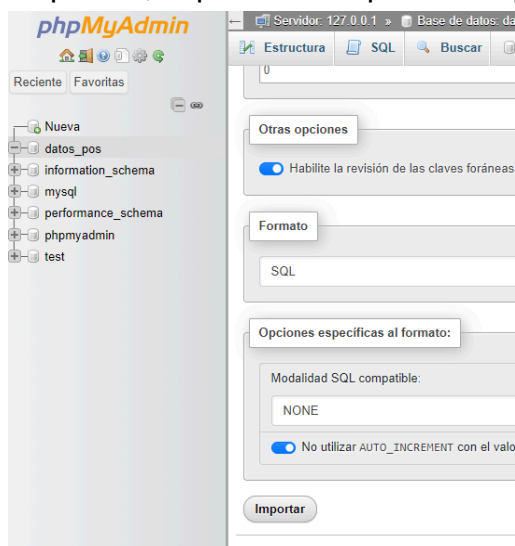 phpMyAdmin
Reciente Favoritas
Nueva
datos_pos
information_schema
mysql
performance_schema
phpmyadmin
test
Servidor: 127.0.0.1 » Base de datos: da
Estructura SQL Buscar
0
Otras opciones
Habilite la revisión de las claves foráneas
Formato
SQL
Opciones específicas al formato:
Modalidad SQL compatible:
NONE
No utilizar AUTO_INCREMENT con el valo
Importar